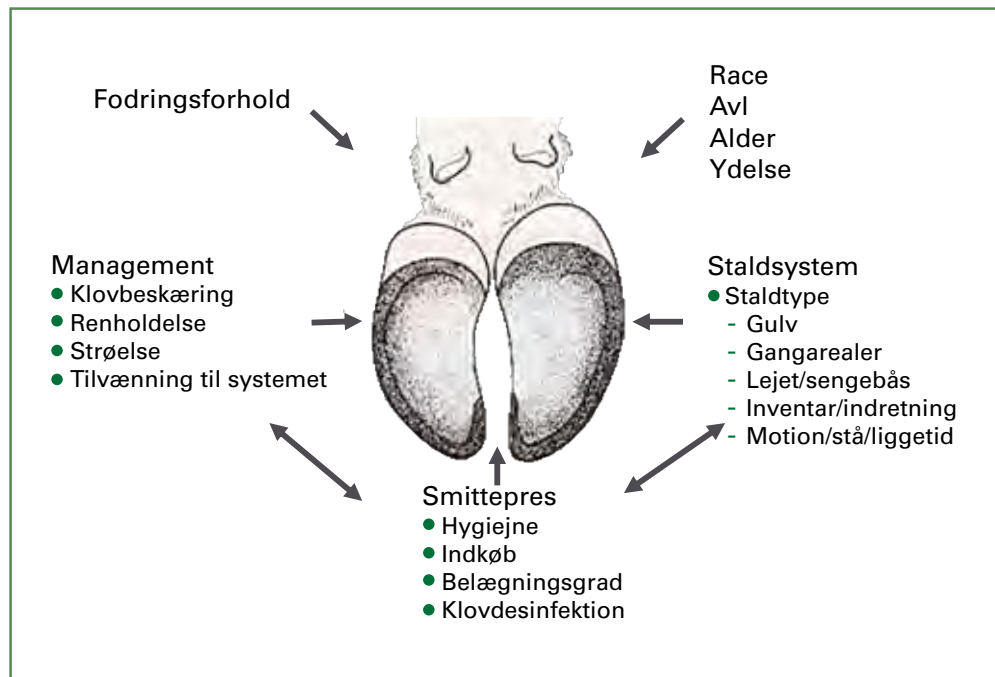 Fodringsforhold
Race
Avl
Alder
Ydelse
Management
● Klovbeskæring
● Renholdelse
● Strøelse
● Tilvænning til systemet
Staldsystem
● Staldtype
- Gulv
- Gangarealer
- Lejet/sengebås
- Inventar/indretning
- Motion/stå/liggetid
Smittepres
● Hygiejne
● Indkøb
● Belægningsgrad
● Klovdesinfektion